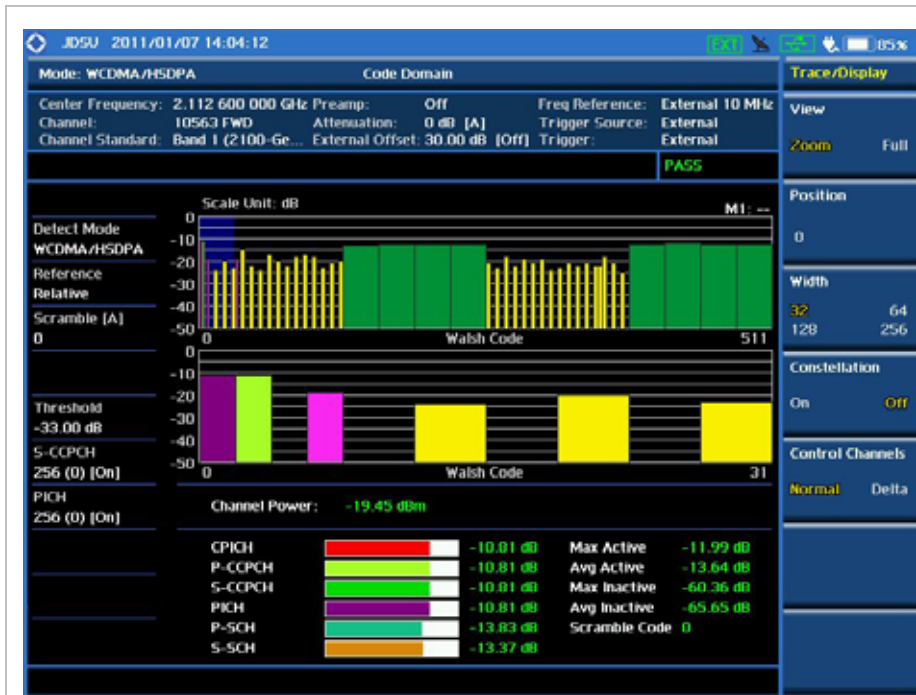 JDSU 2011/01/07 14:04:12 EXT 85%
Mode: WCDMA/HSDPA Code Domain Trace/Display
Center Frequency: 2.112 600 000 GHz Preamp: Off Freq Reference: External 10 MHz
Channel: 10563 FWD Attenuation: 0 dB [A] Trigger Source: External
Channel Standard: Band 1 (2100-Ge... External Offset: 30.00 dB [Off] Trigger: External
PASS
View
Zoom Full
Position
0
Width
32 64
128 256
Constellation
On Off
Control Channels
Normal Delta
Detect Mode
WCDMA/HSDPA
Reference
Relative
Scramble [A]
0
Threshold
-33.00 dB
S-CCPCH
256 (0) [On]
PICH
256 (0) [On]
Scale Unit: dB M1: --
0
-10
-20
-30
-40
-50
0 Walsh Code 511
0
-10
-20
-30
-40
-50
0 Walsh Code 31
Channel Power: -19.45 dBm
CPICH -10.81 dB Max Active -11.99 dB
P-CCPCH -10.81 dB Avg Active -13.64 dB
S-CCPCH -10.81 dB Max Inactive -60.36 dB
PICH -10.81 dB Avg Inactive -65.65 dB
P-SCH -13.83 dB Scramble Code 0
S-SCH -13.37 dB